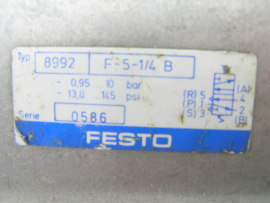 Typ 8992 F-5-1/4 B
- 0,95 10 bar
- 13,8 145 psi
(R) 5 (A)
(P) 1 4
(S) 3 2
(B)
Serie 0586
FESTO